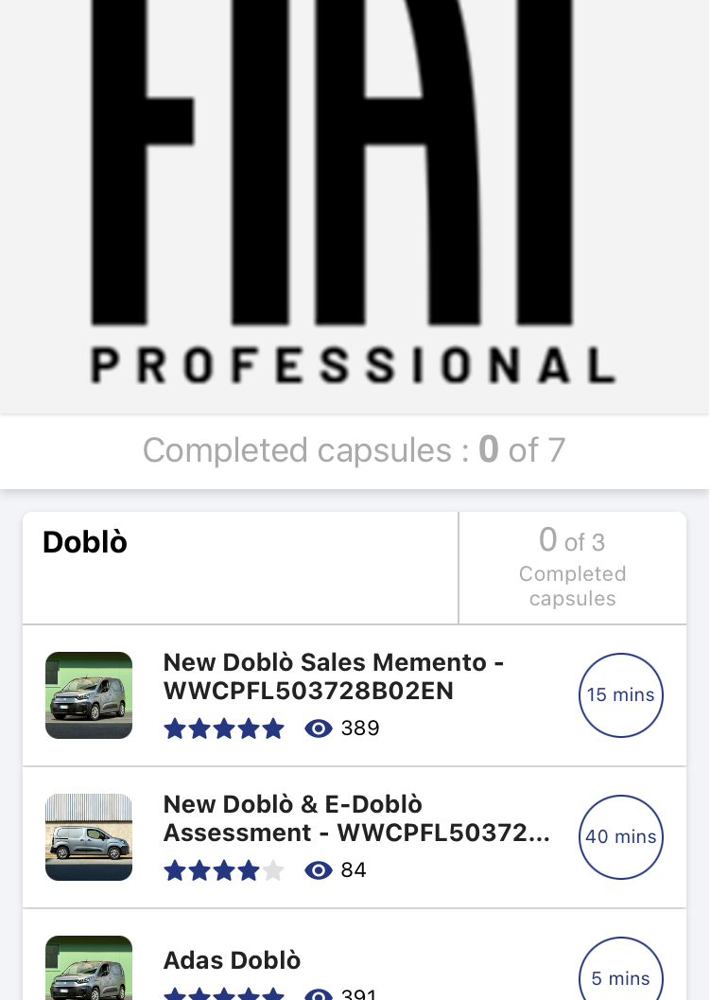 FIAT
PROFESSIONAL
Completed capsules : 0 of 7
Doblò
0 of 3
Completed
capsules
New Doblò Sales Memento -
WWCPFL503728B02EN
389
15 mins
New Doblò & E-Doblò
Assessment - WWCPFL50372...
84
40 mins
Adas Doblò
391
5 mins